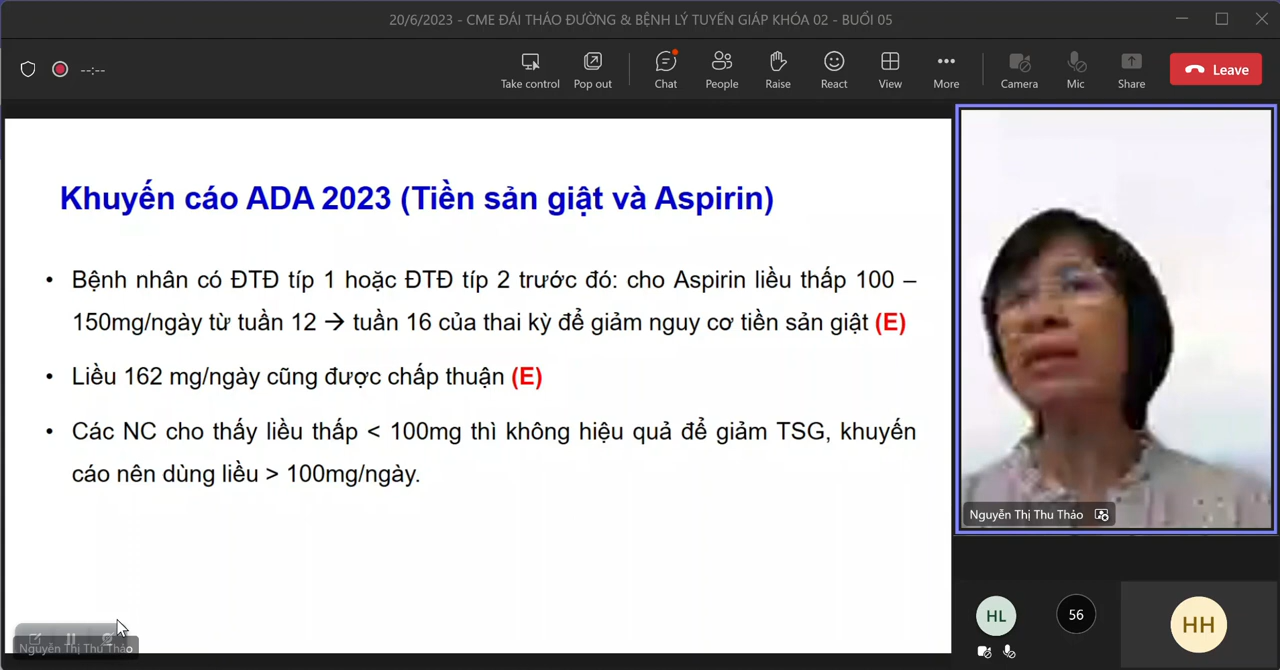 20/6/2023 - CME ĐÁI THÁO ĐƯỜNG & BỆNH LÝ TUYẾN GIÁP KHÓA 02 - BUỔI 05
--:--
Take control
Pop out
Chat
People
Raise
React
View
More
Camera
Mic
Share
Leave
Khuyến cáo ADA 2023 (Tiền sản giật và Aspirin)
• Bệnh nhân có ĐTĐ típ 1 hoặc ĐTĐ típ 2 trước đó: cho Aspirin liều thấp 100 –
150mg/ngày từ tuần 12 → tuần 16 của thai kỳ để giảm nguy cơ tiền sản giật (E)
• Liều 162 mg/ngày cũng được chấp thuận (E)
• Các NC cho thấy liều thấp < 100mg thì không hiệu quả để giảm TSG, khuyến
cáo nên dùng liều > 100mg/ngày.
Nguyễn Thị Thu Thảo
Nguyễn Thị Thu Thảo
HL
56
HH